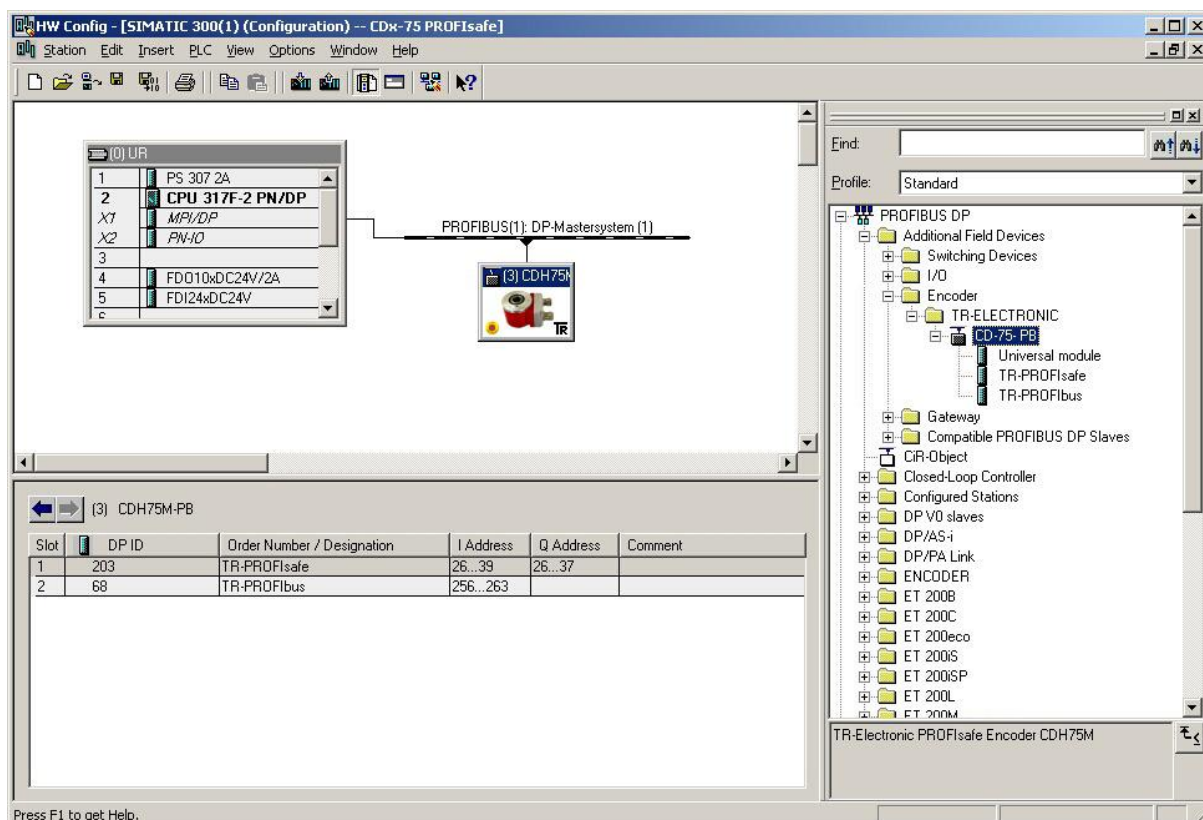 HW Config - [SIMATIC 300(1) (Configuration) -- CDx-75 PROFIsafe]
Station Edit Insert PLC View Options Window Help
(0) UR
1 PS 307 2A
2 CPU 317F-2 PN/DP
X1 MPI/DP
X2 PN-IO
3
4 FDO10xDC24V/2A
5 FDI24xDC24V
PROFIBUS(1): DP-Mastersystem (1)
(3) CDH75M
TR
Find:
Profile: Standard
PROFIBUS DP
Additional Field Devices
Switching Devices
I/O
Encoder
TR-ELECTRONIC
CD-75-PB
Universal module
TR-PROFIsafe
TR-PROFIbus
Gateway
Compatible PROFIBUS DP Slaves
CiR-Object
Closed-Loop Controller
Configured Stations
DP V0 slaves
DP/AS-i
DP/PA Link
ENCODER
ET 200B
ET 200C
ET 200eco
ET 200iS
ET 200iSP
ET 200L
ET 200M
TR-Electronic PROFIsafe Encoder CDH75M
(3) CDH75M-PB
Slot DP ID Order Number / Designation I Address Q Address Comment
1 203 TR-PROFIsafe 26...39 26...37
2 68 TR-PROFIbus 256...263
Press F1 to get Help.